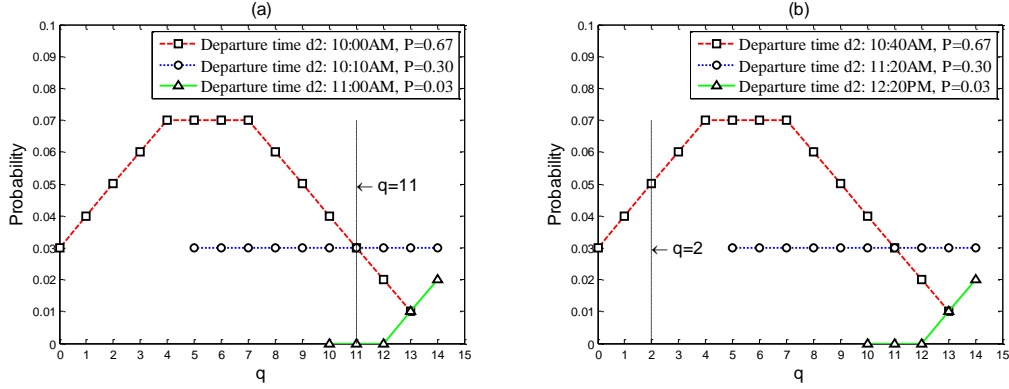 (a)
0.1
0.09
0.08
0.07
0.06
0.05
0.04
0.03
0.02
0.01
0
Probability
Departure time d2: 10:00AM, P=0.67
Departure time d2: 10:10AM, P=0.30
Departure time d2: 11:00AM, P=0.03
← q=11
0 1 2 3 4 5 6 7 8 9 10 11 12 13 14 15
q
(b)
0.1
0.09
0.08
0.07
0.06
0.05
0.04
0.03
0.02
0.01
0
Probability
Departure time d2: 10:40AM, P=0.67
Departure time d2: 11:20AM, P=0.30
Departure time d2: 12:20PM, P=0.03
← q=2
0 1 2 3 4 5 6 7 8 9 10 11 12 13 14 15
q